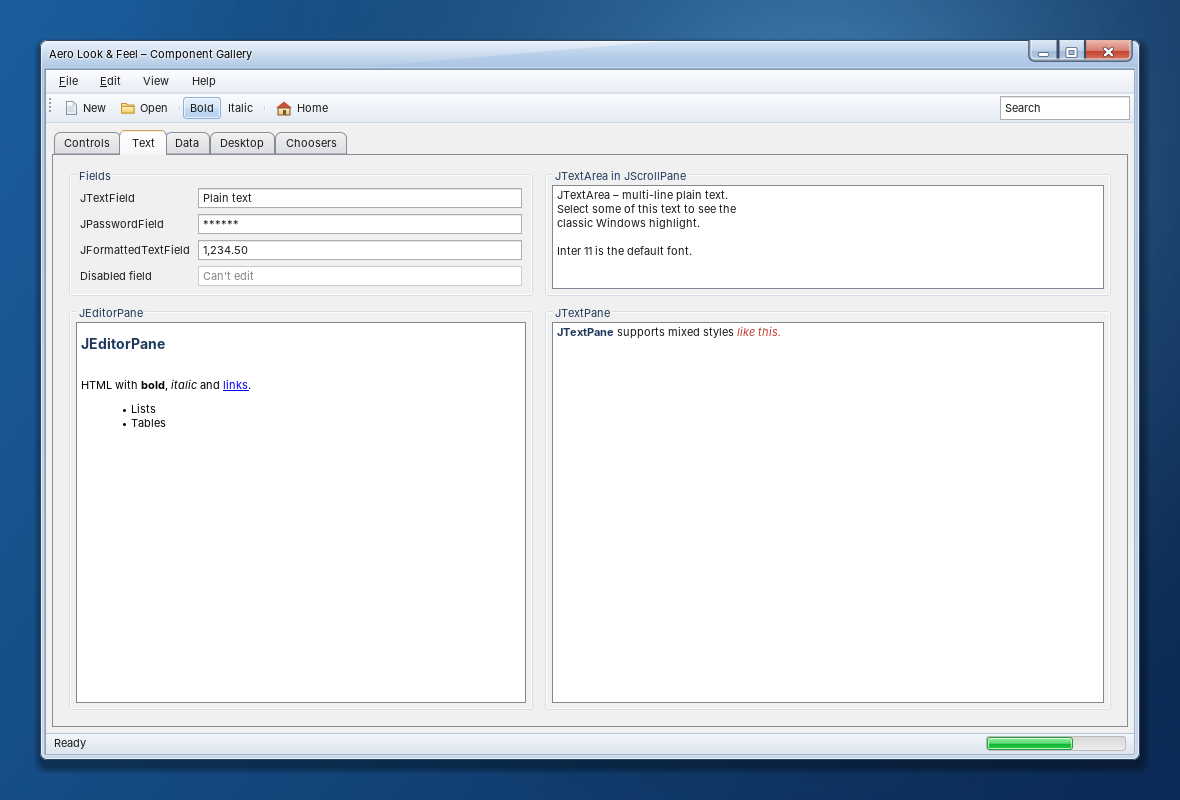 Aero Look & Feel – Component Gallery
File Edit View Help
New Open Bold Italic Home Search
Controls Text Data Desktop Choosers
Fields
JTextField Plain text
JPasswordField ******
JFormattedTextField 1,234.50
Disabled field Can't edit
JTextArea in JScrollPane
JTextArea – multi-line plain text.
Select some of this text to see the
classic Windows highlight.
Inter 11 is the default font.
JEditorPane
JEditorPane
HTML with bold, italic and links.
• Lists
• Tables
JTextPane
JTextPane supports mixed styles like this.
Ready